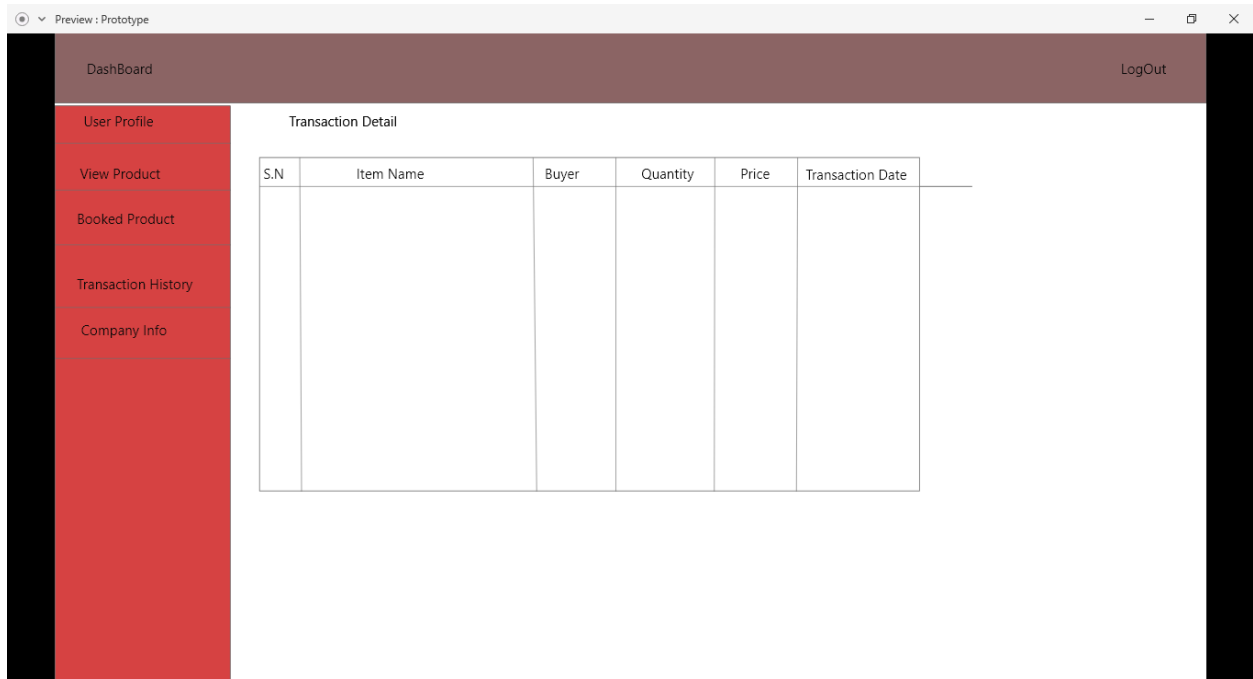 Preview : Prototype
DashBoard
LogOut
User Profile
View Product
Booked Product
Transaction History
Company Info
Transaction Detail
S.N Item Name Buyer Quantity Price Transaction Date